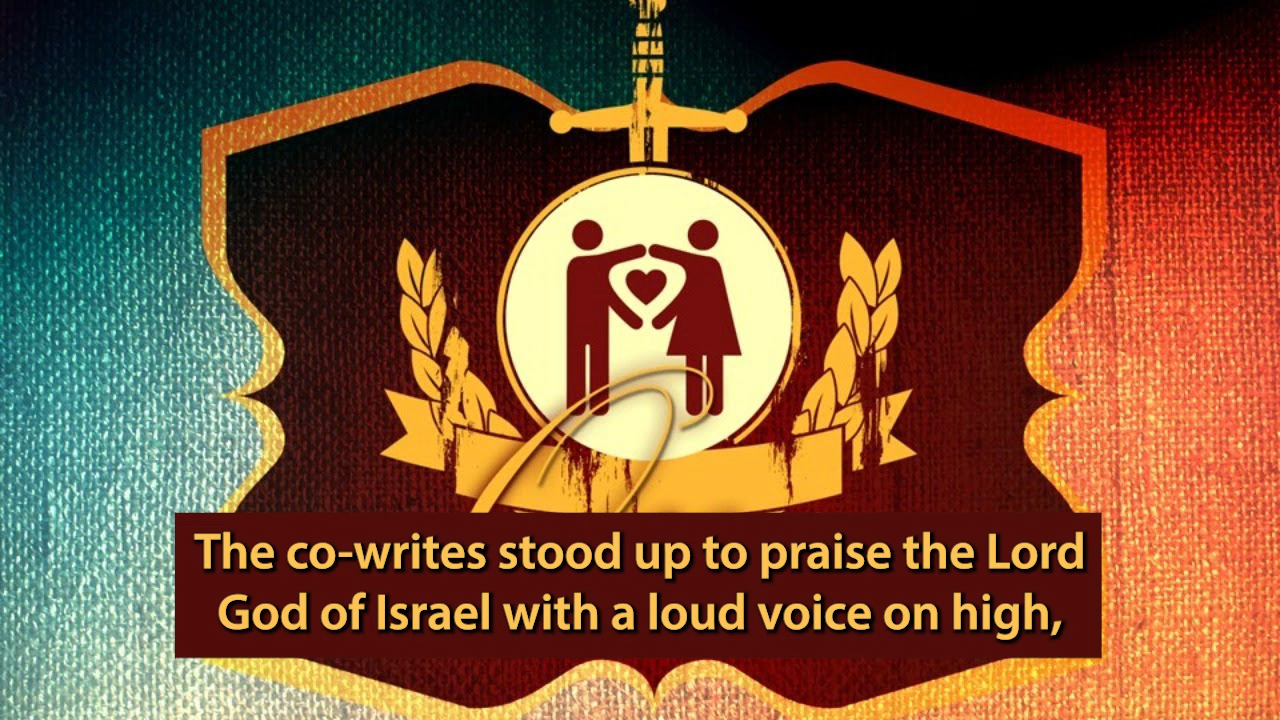 The co-writes stood up to praise the Lord
God of Israel with a loud voice on high,